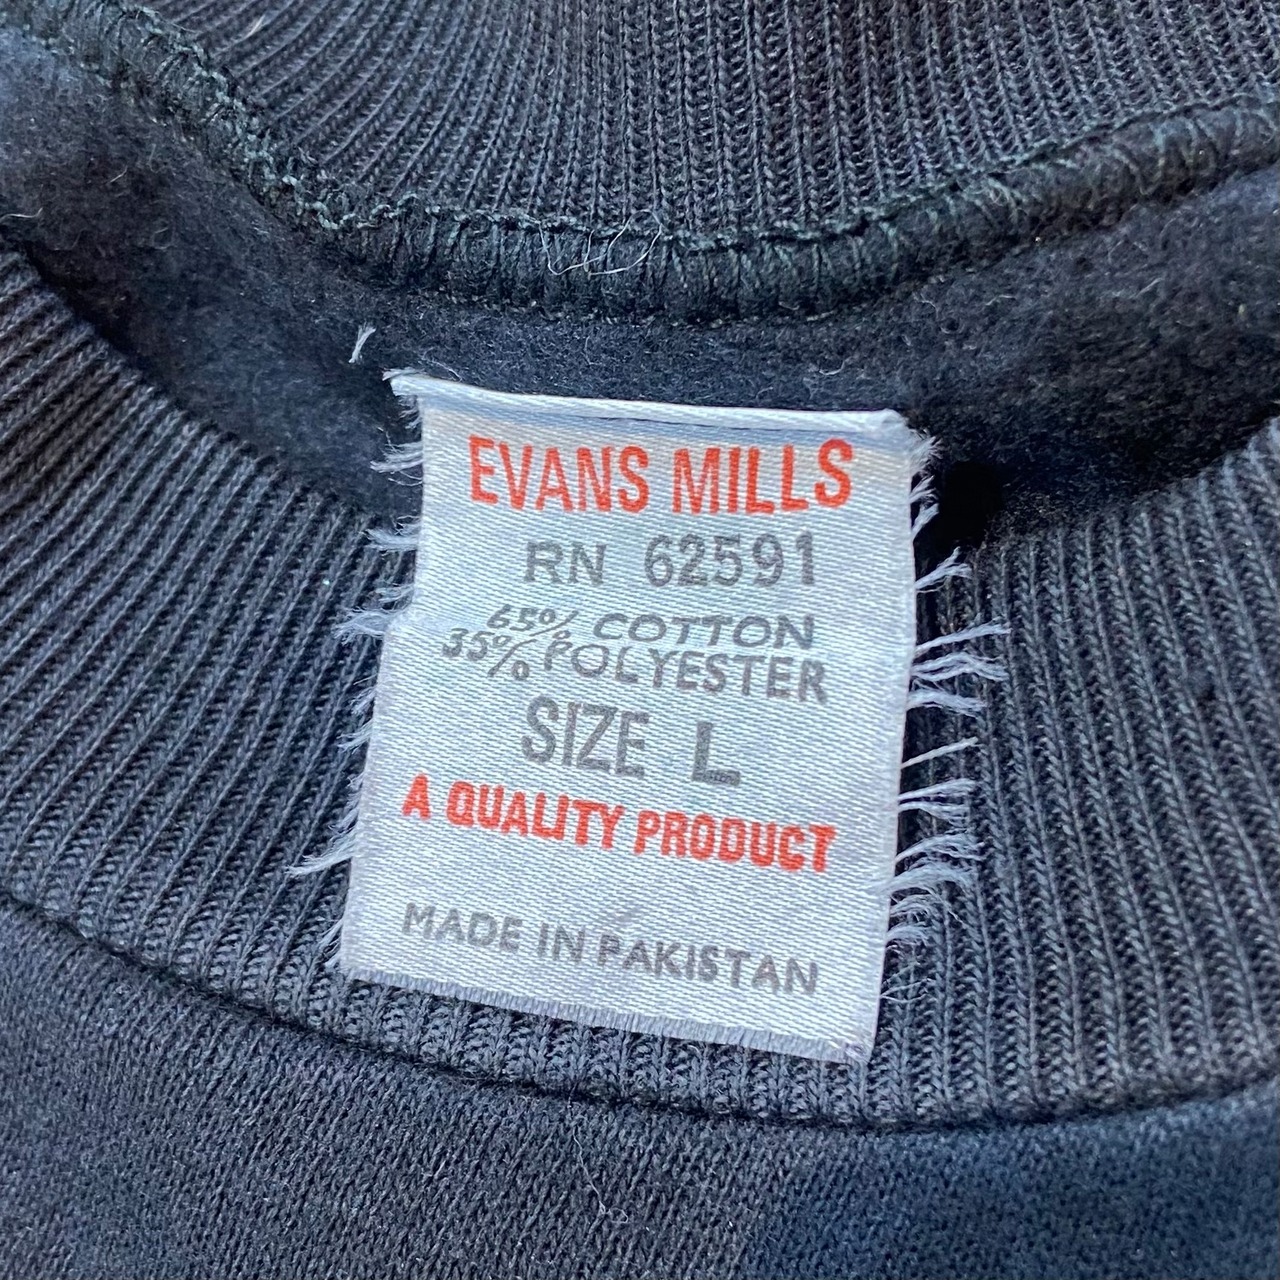 EVANS MILLS
RN 62591
65% COTTON
35% POLYESTER
SIZE L
A QUALITY PRODUCT
MADE IN PAKISTAN